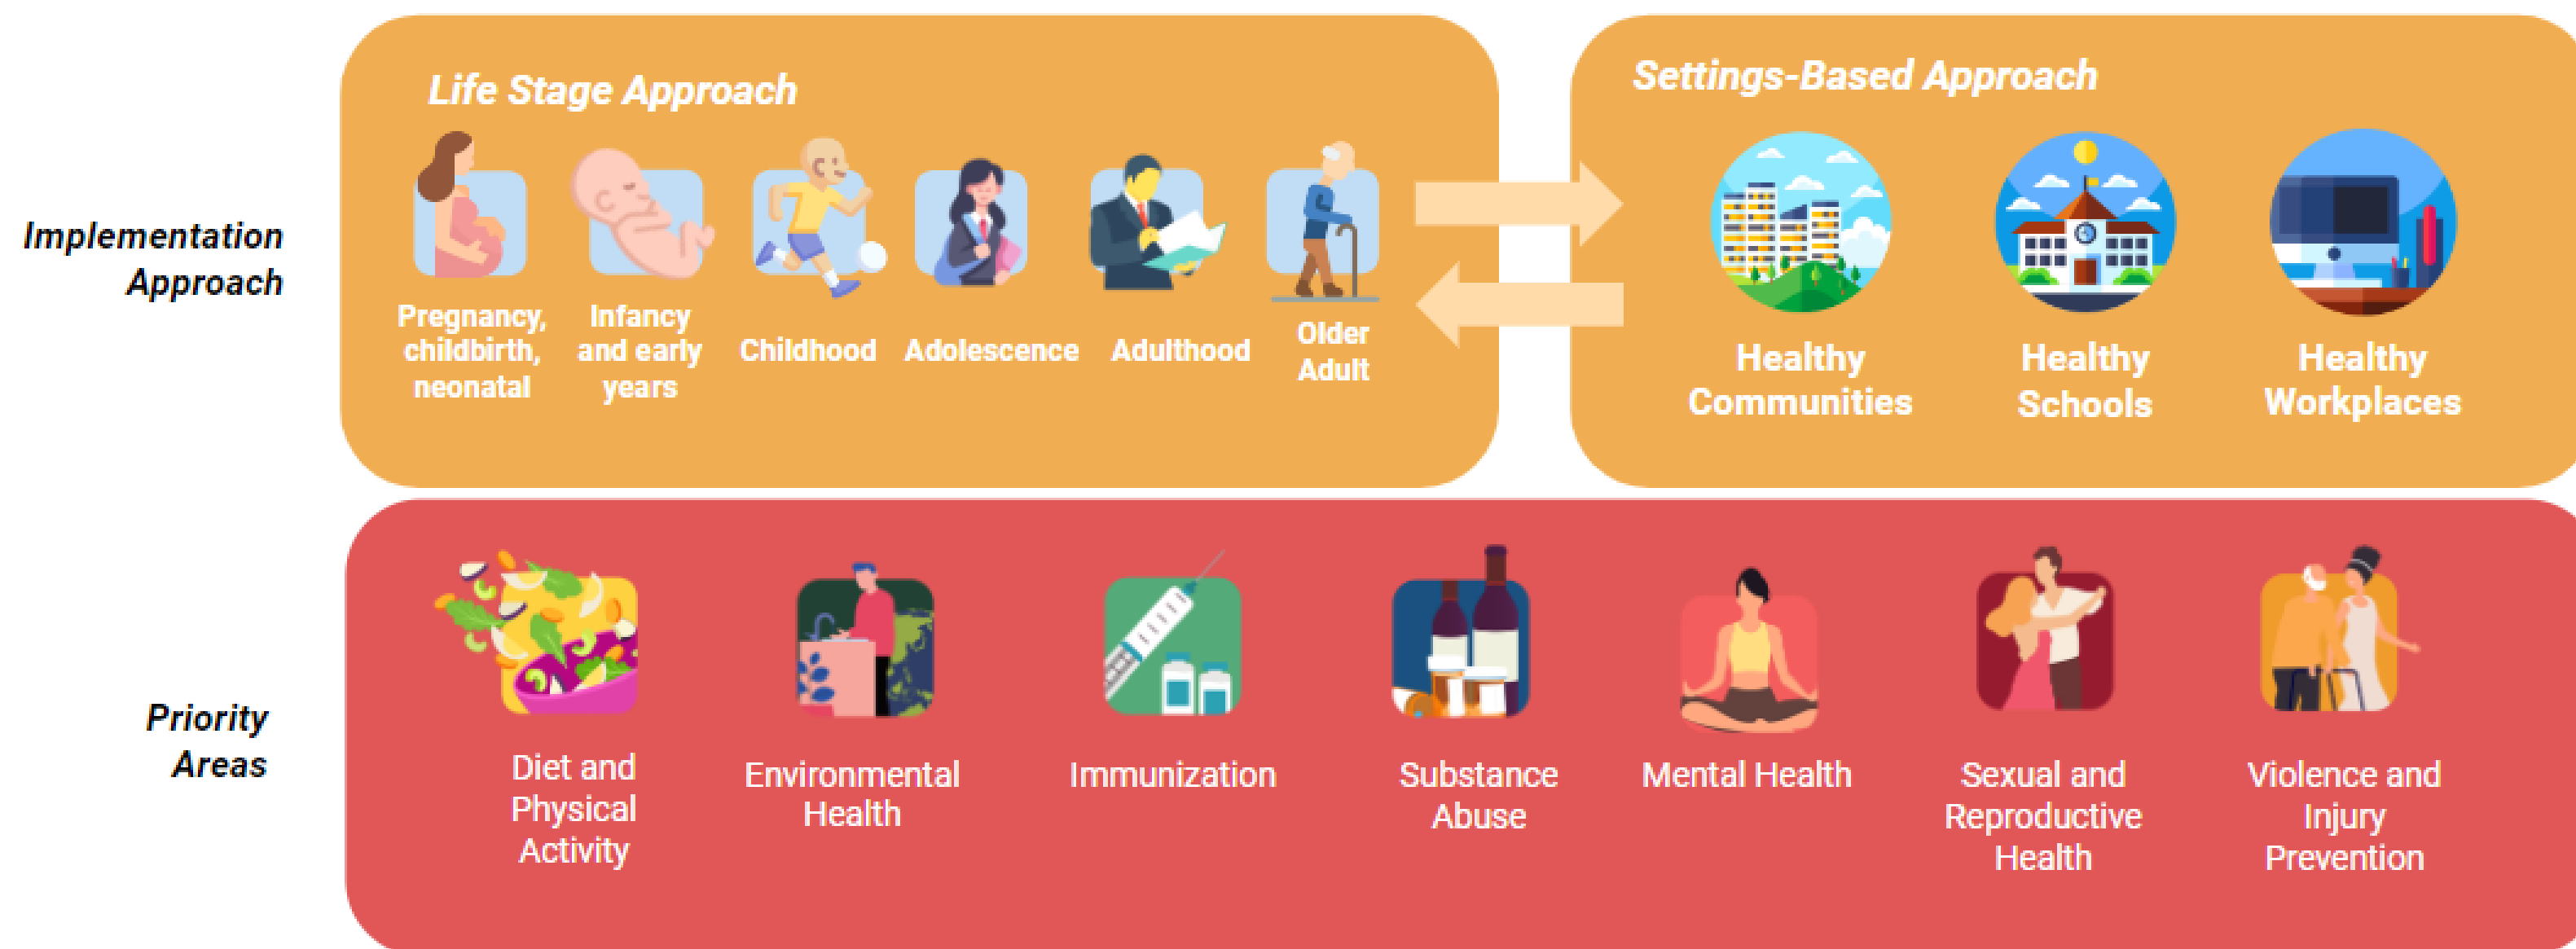 Implementation
Approach
Life Stage Approach
Pregnancy,
childbirth,
neonatal
Infancy
and early
years
Childhood
Adolescence
Adulthood
Older
Adult
Settings-Based Approach
Healthy
Communities
Healthy
Schools
Healthy
Workplaces
Priority
Areas
Diet and
Physical
Activity
Environmental
Health
Immunization
Substance
Abuse
Mental Health
Sexual and
Reproductive
Health
Violence and
Injury
Prevention